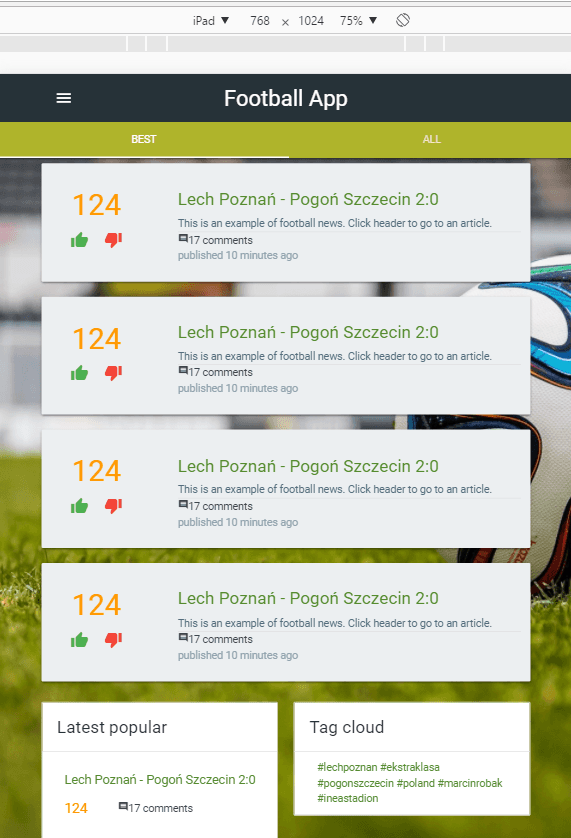 iPad ▼ 768 × 1024 75% ▼
Football App
BEST ALL
124
Lech Poznań - Pogoń Szczecin 2:0
This is an example of football news. Click header to go to an article.
17 comments
published 10 minutes ago
124
Lech Poznań - Pogoń Szczecin 2:0
This is an example of football news. Click header to go to an article.
17 comments
published 10 minutes ago
124
Lech Poznań - Pogoń Szczecin 2:0
This is an example of football news. Click header to go to an article.
17 comments
published 10 minutes ago
124
Lech Poznań - Pogoń Szczecin 2:0
This is an example of football news. Click header to go to an article.
17 comments
published 10 minutes ago
Latest popular
Lech Poznań - Pogoń Szczecin 2:0
124 17 comments
Tag cloud
#lechpoznan #ekstraklasa
#pogonszczecin #poland #marcinrobak
#ineastadion